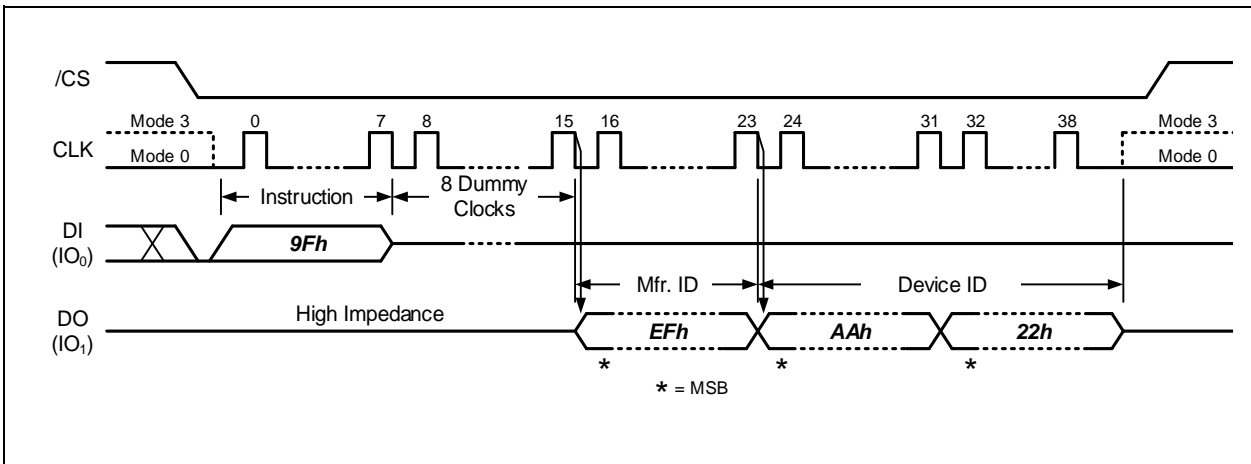 /CS
Mode 3 0 7 8 15 16 23 24 31 32 38 Mode 3
CLK
Mode 0 Mode 0
Instruction 8 Dummy
Clocks
DI
(IO0)
9Fh
Mfr. ID Device ID
DO
(IO1)
High Impedance
EFh AAh 22h
* * *
* = MSB